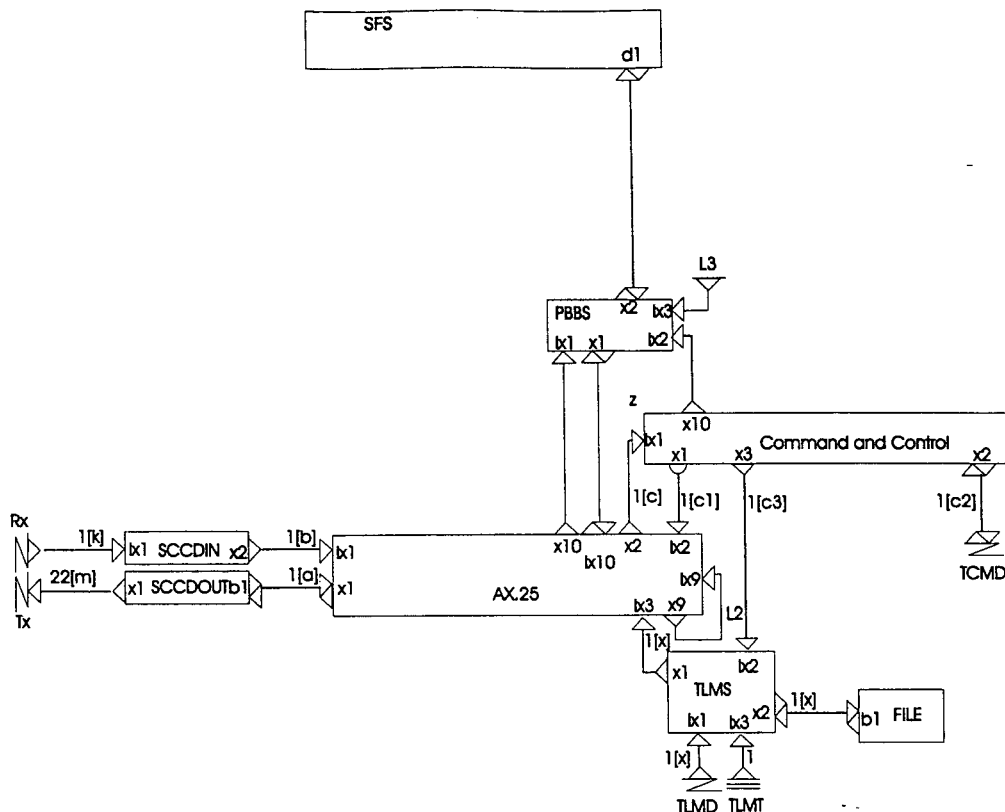 SFS
d1
L3
x2
PBBS
lx3
lx1
x1
lx2
z
x10
lx1
Command and Control
x1
x3
x2
1[c]
1[c1]
1[c3]
1[c2]
Rx
1[k]
lx1
SCCDIN
x2
1[b]
lx1
x10
lx10
x2
lx2
TCMD
22[m]
x1
SCCDOUT
b1
1[a]
x1
AX.25
lx9
Tx
lx3
x9
L2
1[x]
x1
lx2
TLMS
1[x]
lx1
lx3
x2
b1
FILE
1[x]
1
TLMD
TLMT